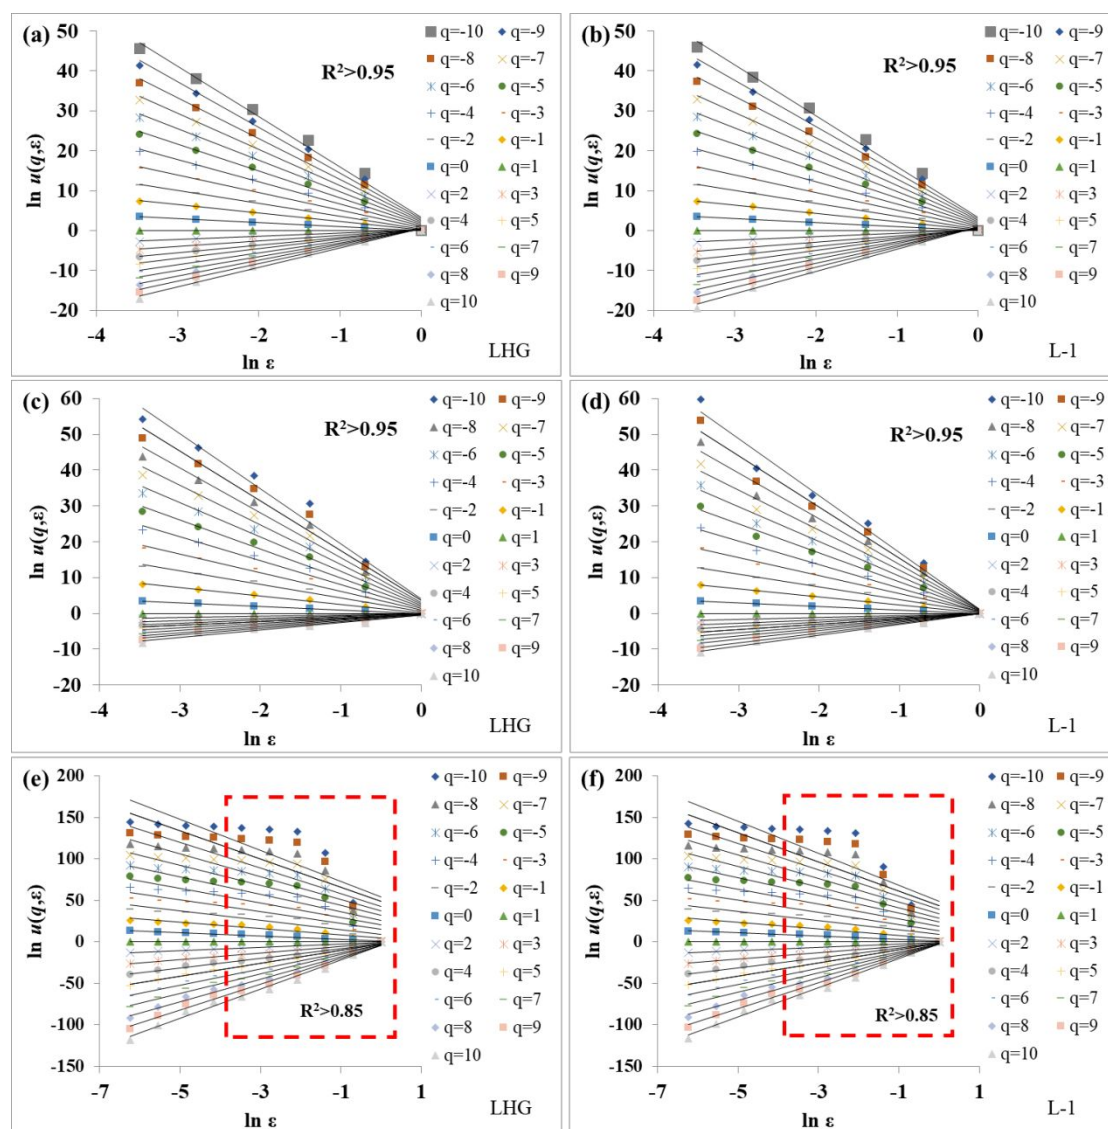 (a)
50
40
30
20
10
0
-10
-20
ln u(q,ε)
-4 -3 -2 -1 0
ln ε
R²>0.95
q=-10 q=-9
q=-8 q=-7
q=-6 q=-5
q=-4 q=-3
q=-2 q=-1
q=0 q=1
q=2 q=3
q=4 q=5
q=6 q=7
q=8 q=9
q=10
LHG
(b)
50
40
30
20
10
0
-10
-20
ln u(q,ε)
-4 -3 -2 -1 0
ln ε
R²>0.95
q=-10 q=-9
q=-8 q=-7
q=-6 q=-5
q=-4 q=-3
q=-2 q=-1
q=0 q=1
q=2 q=3
q=4 q=5
q=6 q=7
q=8 q=9
q=10
L-1
(c)
60
50
40
30
20
10
0
-10
-20
ln u(q,ε)
-4 -3 -2 -1 0
ln ε
R²>0.95
q=-10 q=-9
q=-8 q=-7
q=-6 q=-5
q=-4 q=-3
q=-2 q=-1
q=0 q=1
q=2 q=3
q=4 q=5
q=6 q=7
q=8 q=9
q=10
LHG
(d)
60
50
40
30
20
10
0
-10
-20
ln u(q,ε)
-4 -3 -2 -1 0
ln ε
R²>0.95
q=-10 q=-9
q=-8 q=-7
q=-6 q=-5
q=-4 q=-3
q=-2 q=-1
q=0 q=1
q=2 q=3
q=4 q=5
q=6 q=7
q=8 q=9
q=10
L-1
(e)
200
150
100
50
0
-50
-100
-150
ln u(q,ε)
-7 -5 -3 -1 1
ln ε
R²>0.85
q=-10 q=-9
q=-8 q=-7
q=-6 q=-5
q=-4 q=-3
q=-2 q=-1
q=0 q=1
q=2 q=3
q=4 q=5
q=6 q=7
q=8 q=9
q=10
LHG
(f)
200
150
100
50
0
-50
-100
-150
ln u(q,ε)
-7 -5 -3 -1 1
ln ε
R²>0.85
q=-10 q=-9
q=-8 q=-7
q=-6 q=-5
q=-4 q=-3
q=-2 q=-1
q=0 q=1
q=2 q=3
q=4 q=5
q=6 q=7
q=8 q=9
q=10
L-1